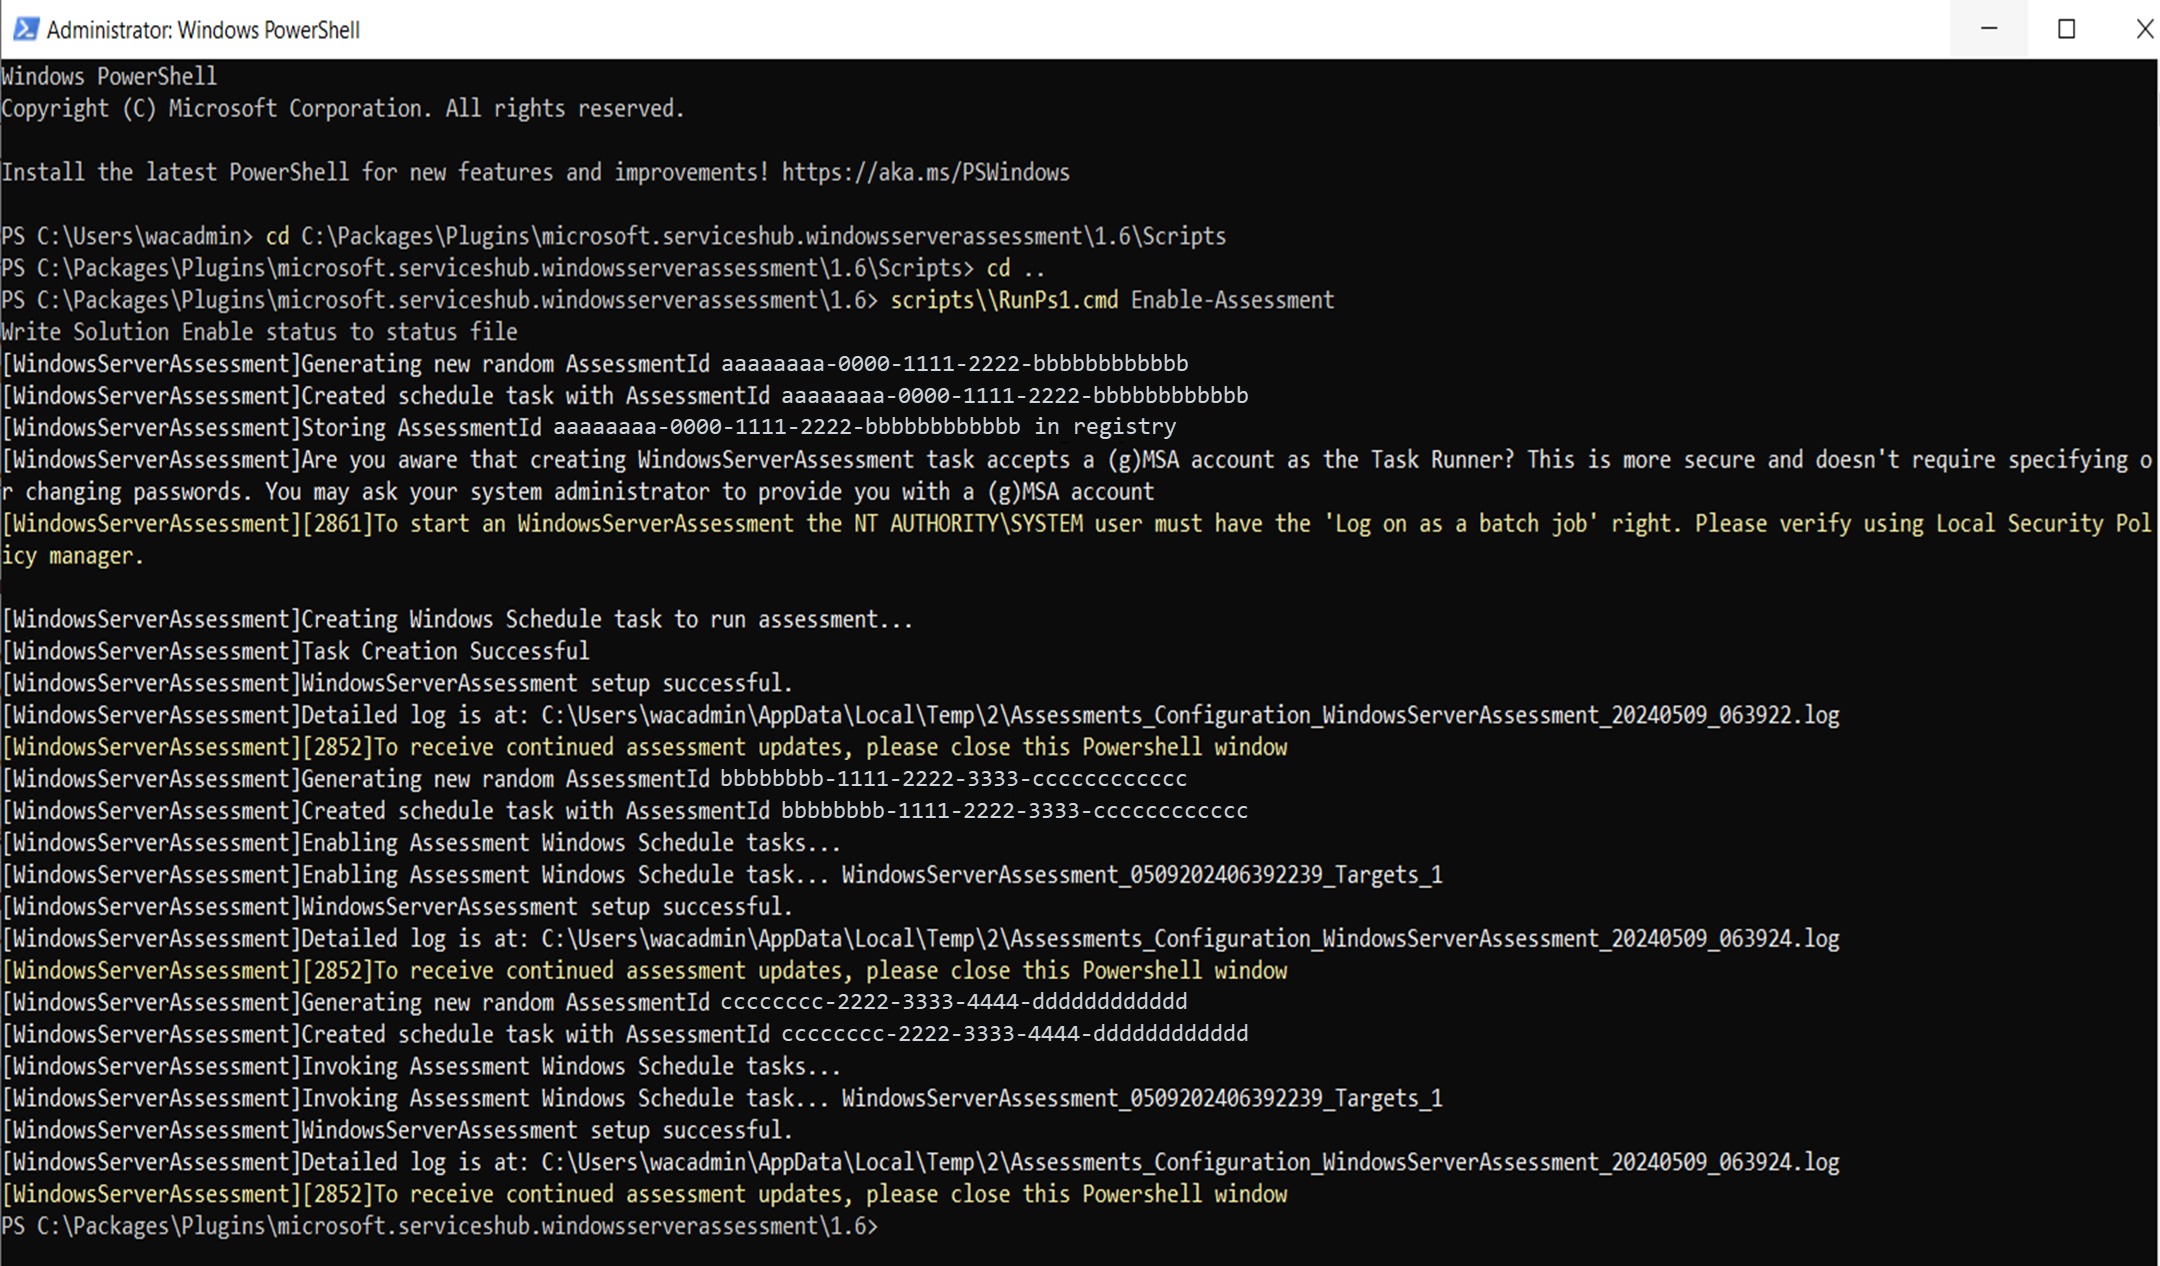 Administrator: Windows PowerShell
Windows PowerShell
Copyright (C) Microsoft Corporation. All rights reserved.
Install the latest PowerShell for new features and improvements! https://aka.ms/PSWindows
PS C:\Users\wacadmin> cd C:\Packages\Plugins\microsoft.serviceshub.windowsserverassessment\1.6\Scripts
PS C:\Packages\Plugins\microsoft.serviceshub.windowsserverassessment\1.6\Scripts> cd ..
PS C:\Packages\Plugins\microsoft.serviceshub.windowsserverassessment\1.6> scripts\\RunPs1.cmd Enable-Assessment
Write Solution Enable status to status file
[WindowsServerAssessment]Generating new random AssessmentId aaaaaaaa-0000-1111-2222-bbbbbbbbbbbb
[WindowsServerAssessment]Created schedule task with AssessmentId aaaaaaaa-0000-1111-2222-bbbbbbbbbbbb
[WindowsServerAssessment]Storing AssessmentId aaaaaaaa-0000-1111-2222-bbbbbbbbbbbb in registry
[WindowsServerAssessment]Are you aware that creating WindowsServerAssessment task accepts a (g)MSA account as the Task Runner? This is more secure and doesn't require specifying o
r changing passwords. You may ask your system administrator to provide you with a (g)MSA account
[WindowsServerAssessment][2861]To start an WindowsServerAssessment the NT AUTHORITY\SYSTEM user must have the 'Log on as a batch job' right. Please verify using Local Security Pol
icy manager.
[WindowsServerAssessment]Creating Windows Schedule task to run assessment...
[WindowsServerAssessment]Task Creation Successful
[WindowsServerAssessment]WindowsServerAssessment setup successful.
[WindowsServerAssessment]Detailed log is at: C:\Users\wacadmin\AppData\Local\Temp\2\Assessments_Configuration_WindowsServerAssessment_20240509_063922.log
[WindowsServerAssessment][2852]To receive continued assessment updates, please close this Powershell window
[WindowsServerAssessment]Generating new random AssessmentId bbbbbbbb-1111-2222-3333-cccccccccccc
[WindowsServerAssessment]Created schedule task with AssessmentId bbbbbbbb-1111-2222-3333-cccccccccccc
[WindowsServerAssessment]Enabling Assessment Windows Schedule tasks...
[WindowsServerAssessment]Enabling Assessment Windows Schedule task... WindowsServerAssessment_0509202406392239_Targets_1
[WindowsServerAssessment]WindowsServerAssessment setup successful.
[WindowsServerAssessment]Detailed log is at: C:\Users\wacadmin\AppData\Local\Temp\2\Assessments_Configuration_WindowsServerAssessment_20240509_063924.log
[WindowsServerAssessment][2852]To receive continued assessment updates, please close this Powershell window
[WindowsServerAssessment]Generating new random AssessmentId cccccccc-2222-3333-4444-dddddddddddd
[WindowsServerAssessment]Created schedule task with AssessmentId cccccccc-2222-3333-4444-dddddddddddd
[WindowsServerAssessment]Invoking Assessment Windows Schedule tasks...
[WindowsServerAssessment]Invoking Assessment Windows Schedule task... WindowsServerAssessment_0509202406392239_Targets_1
[WindowsServerAssessment]WindowsServerAssessment setup successful.
[WindowsServerAssessment]Detailed log is at: C:\Users\wacadmin\AppData\Local\Temp\2\Assessments_Configuration_WindowsServerAssessment_20240509_063924.log
[WindowsServerAssessment][2852]To receive continued assessment updates, please close this Powershell window
PS C:\Packages\Plugins\microsoft.serviceshub.windowsserverassessment\1.6>